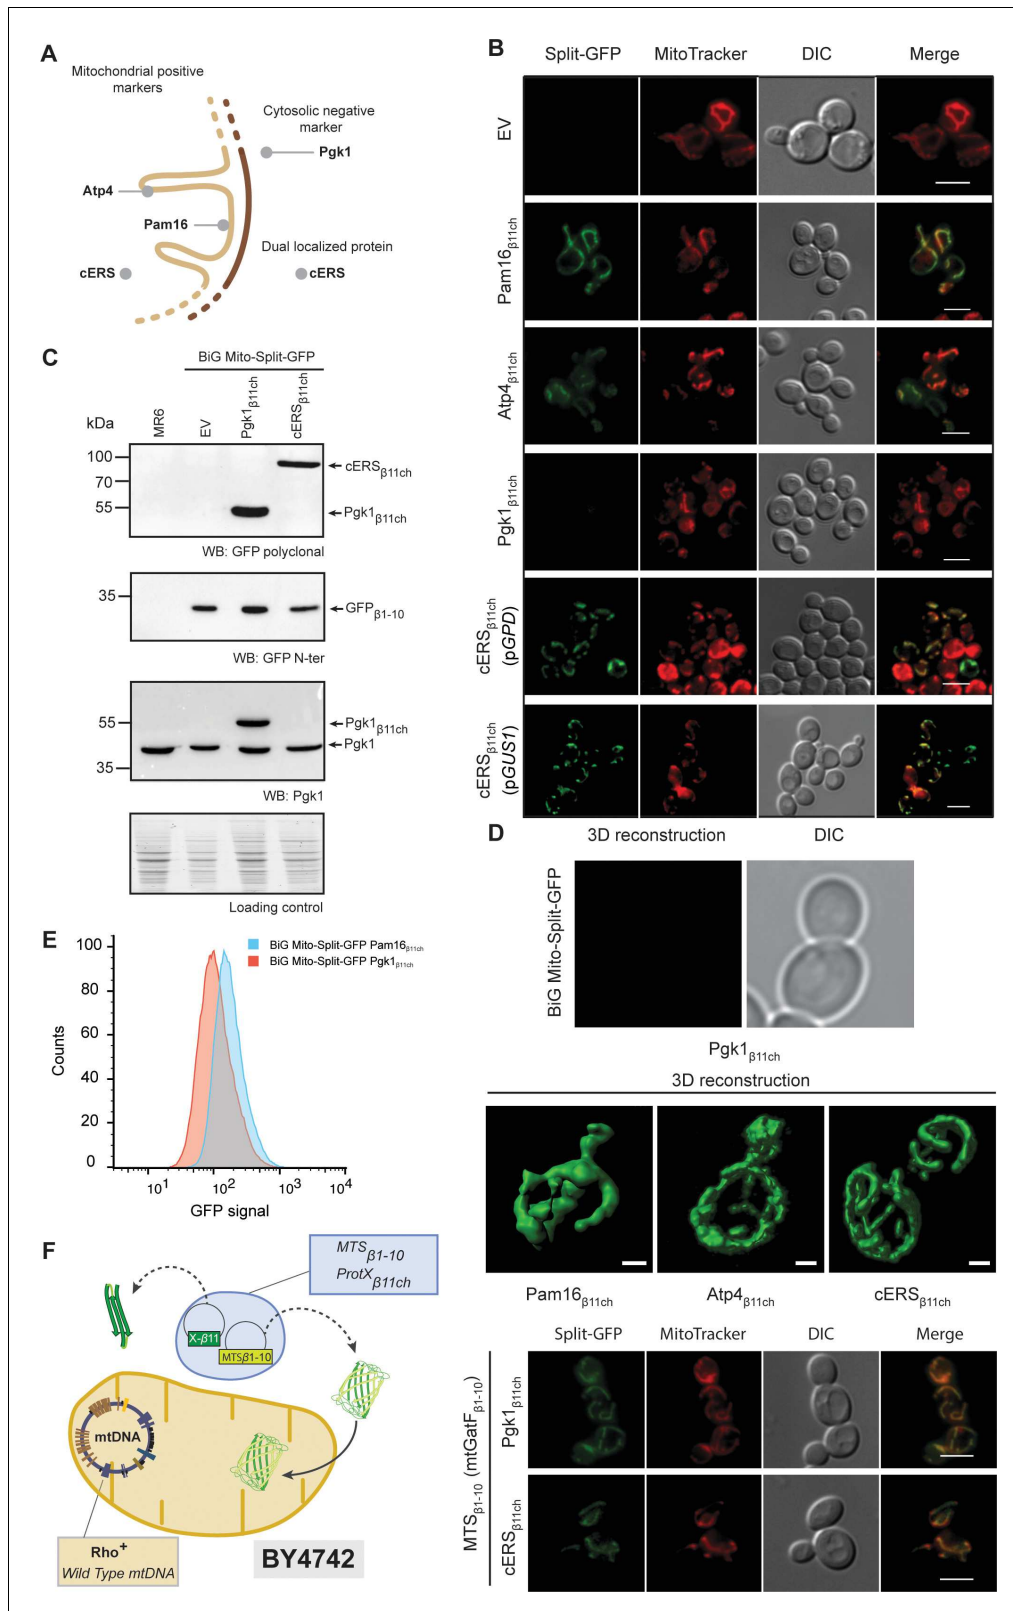 A
Mitochondrial positive
markers
Cytosolic negative
marker
Pgk1
Atp4
Pam16
Dual localized protein
cERS
cERS
B
Split-GFP MitoTracker DIC Merge
EV
Pam16β11ch
Atp4β11ch
Pgk1β11ch
cERSβ11ch
(pGPD)
cERSβ11ch
(pGUS1)
C
BiG Mito-Split-GFP
kDa
MR6
EV
Pgk1β11ch
cERSβ11ch
100
70
55
cERSβ11ch
Pgk1β11ch
WB: GFP polyclonal
35
GFPβ1-10
WB: GFP N-ter
55
35
Pgk1β11ch
Pgk1
WB: Pgk1
Loading control
D
3D reconstruction DIC
BiG Mito-Split-GFP
Pgk1β11ch
3D reconstruction
Pam16β11ch Atp4β11ch cERSβ11ch
E
BiG Mito-Split-GFP Pam16β11ch
BiG Mito-Split-GFP Pgk1β11ch
Counts
100
80
60
40
20
0
10¹ 10² 10³ 10⁴
GFP signal
F
MTSβ1-10
ProtXβ11ch
X-β11
MTSβ1-10
mtDNA
Rho⁺
Wild Type mtDNA
BY4742
Split-GFP MitoTracker DIC Merge
MTSβ1-10 (mtGatFβ1-10)
Pgk1β11ch
cERSβ11ch